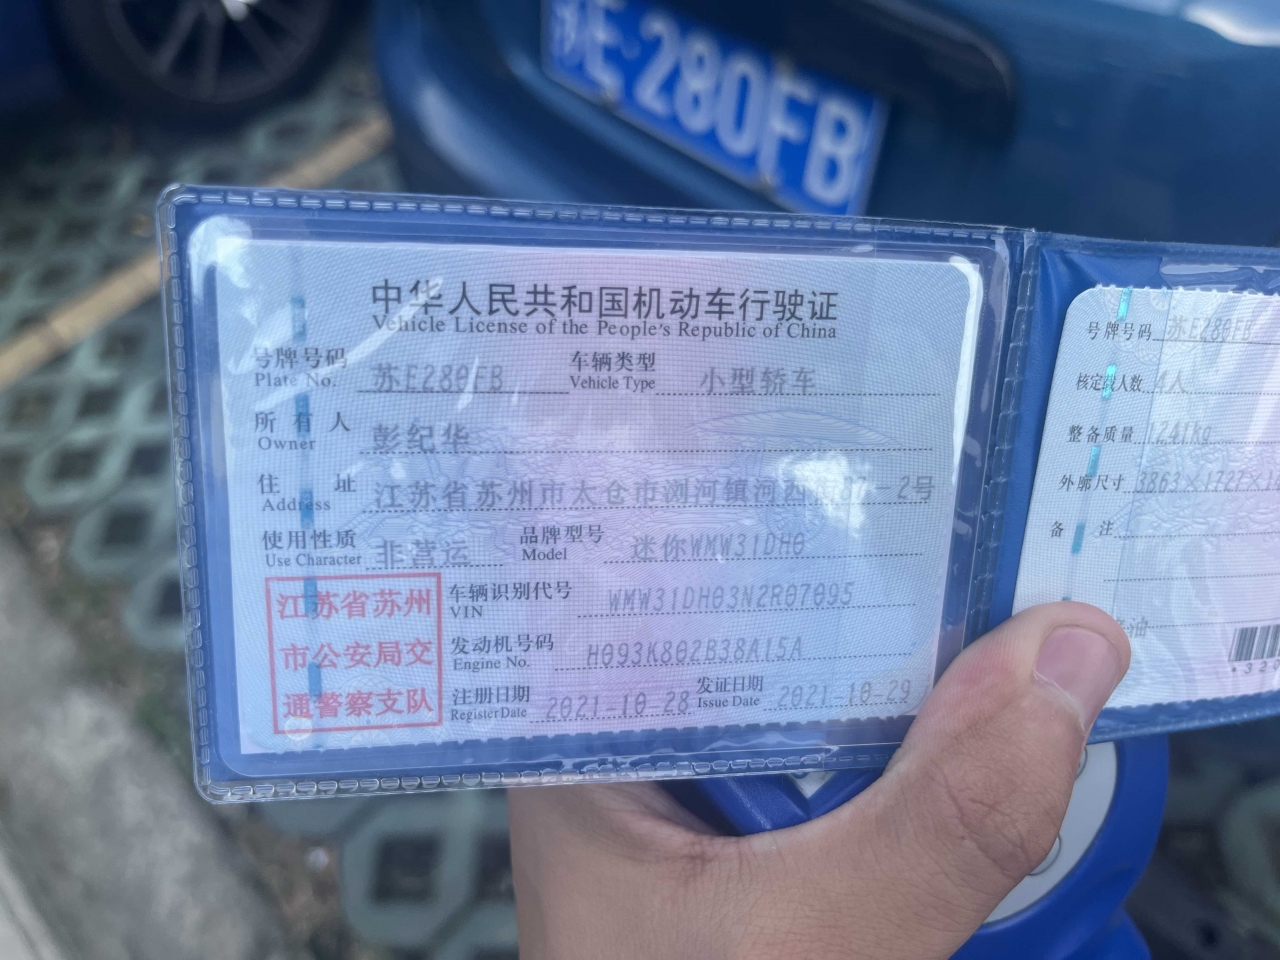 苏E·280FB
中华人民共和国机动车行驶证
Vehicle License of the People's Republic of China
号牌号码 苏E280FB 车辆类型 小型轿车
Plate No. Vehicle Type
所有人 彭纪华
Owner
住址 江苏省苏州市太仓市浏河镇河西街87-2号
Address
使用性质 非营运 品牌型号 迷你WMW31DH0
Use Character Model
江苏省苏州
市公安局交
通警察支队
车辆识别代号 WMW31DH03N2R07095
VIN
发动机号码 H093K802B38A15A
Engine No.
注册日期 2021-10-28 发证日期 2021-10-29
Register Date Issue Date
号牌号码 苏E280FB
核定载人数 4人
整备质量 1241kg
外廓尺寸 3863×1727×
备注
油
*320